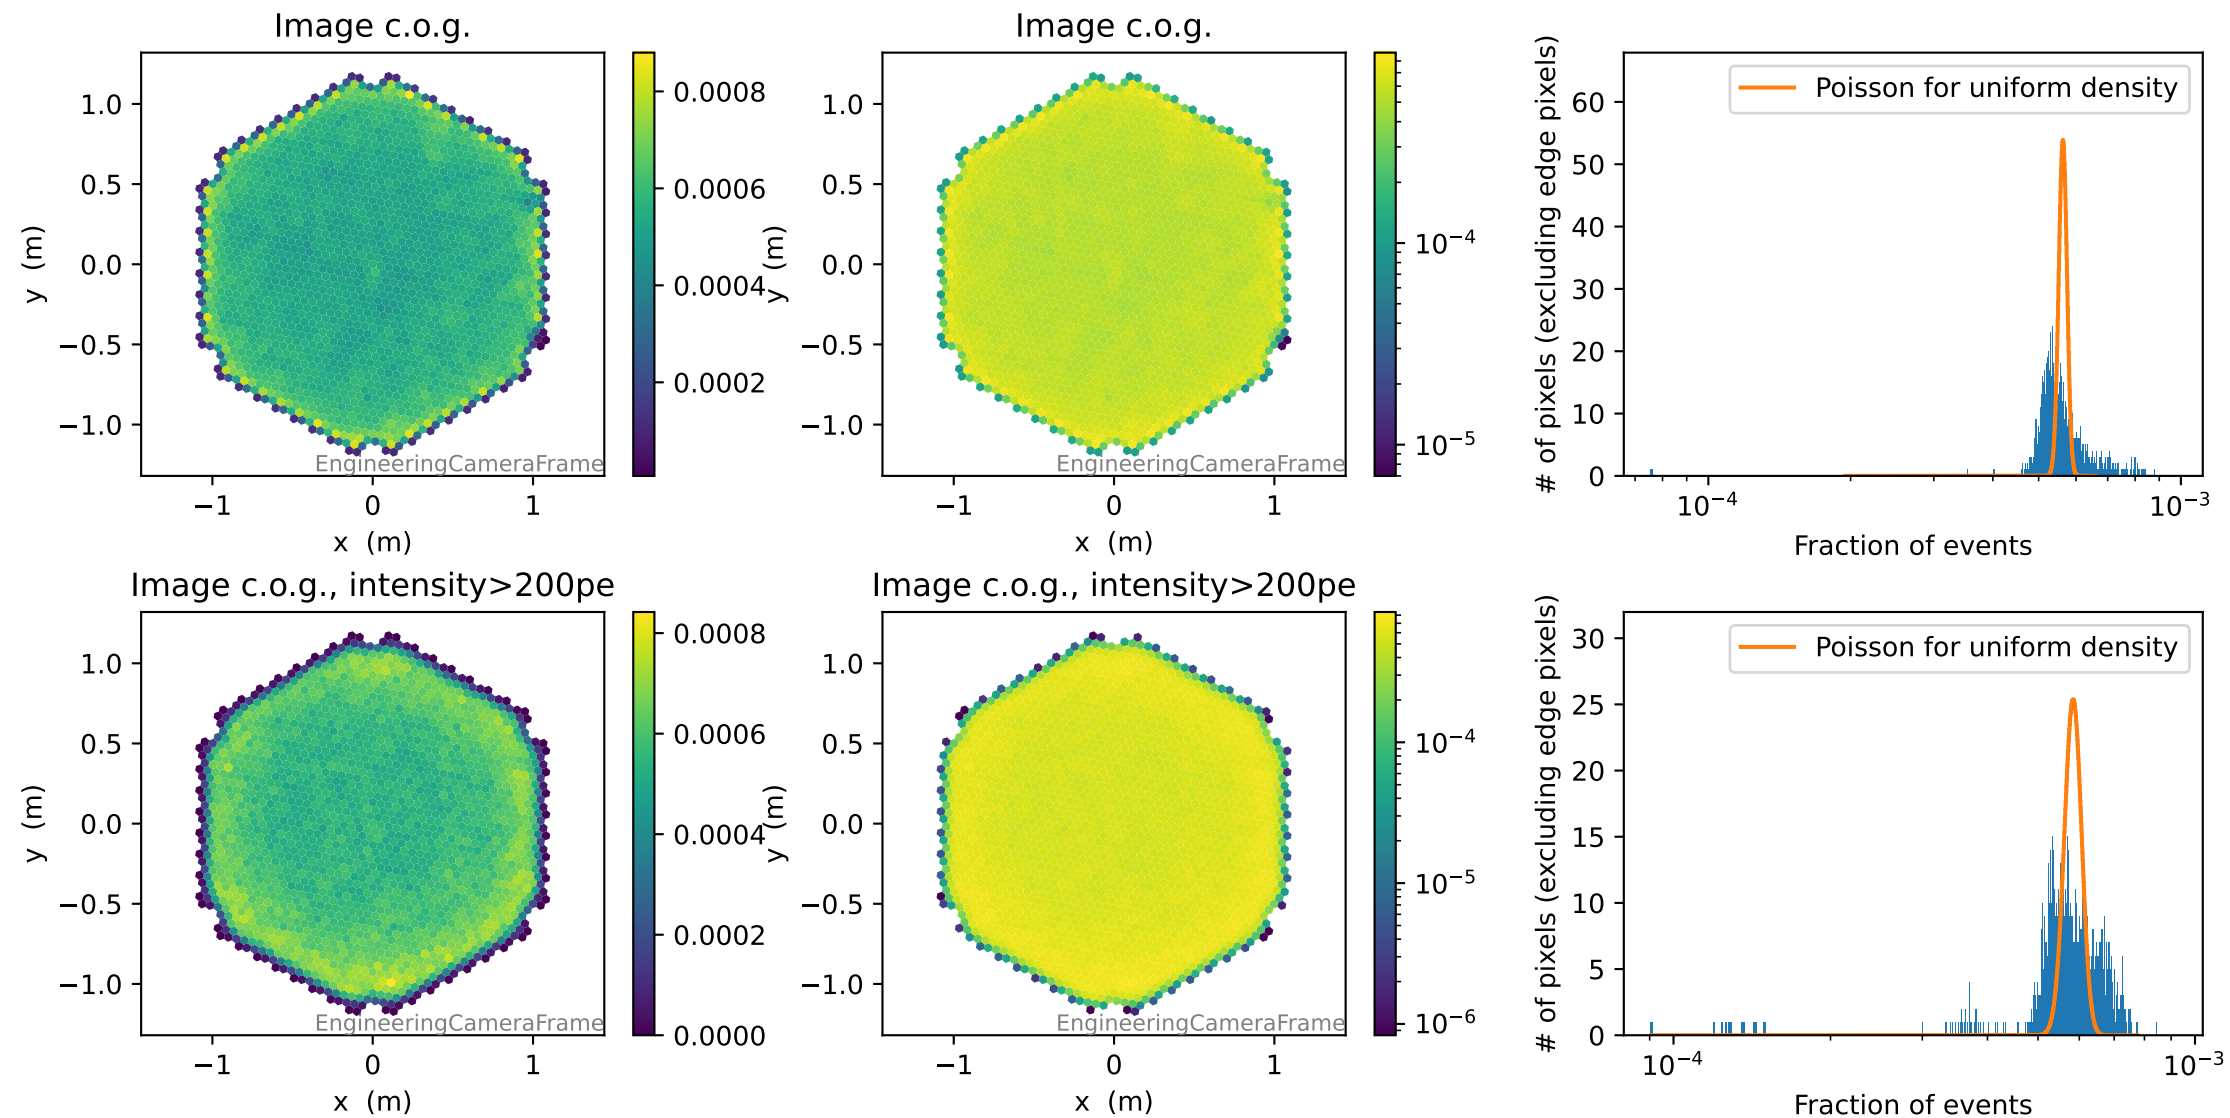 Image c.o.g.
1.0
0.5
0.0
−0.5
−1.0
y (m)
−1
0
1
x (m)
EngineeringCameraFrame
0.0008
0.0006
0.0004
0.0002
Image c.o.g.
1.0
0.5
0.0
−0.5
−1.0
y (m)
−1
0
1
x (m)
EngineeringCameraFrame
10⁻⁴
10⁻⁵
# of pixels (excluding edge pixels)
60
50
40
30
20
10
0
Poisson for uniform density
10⁻⁴
10⁻³
Fraction of events
Image c.o.g., intensity>200pe
1.0
0.5
0.0
−0.5
−1.0
y (m)
−1
0
1
x (m)
EngineeringCameraFrame
0.0008
0.0006
0.0004
0.0002
0.0000
Image c.o.g., intensity>200pe
1.0
0.5
0.0
−0.5
−1.0
y (m)
−1
0
1
x (m)
EngineeringCameraFrame
10⁻⁴
10⁻⁵
10⁻⁶
# of pixels (excluding edge pixels)
30
25
20
15
10
5
0
Poisson for uniform density
10⁻⁴
10⁻³
Fraction of events